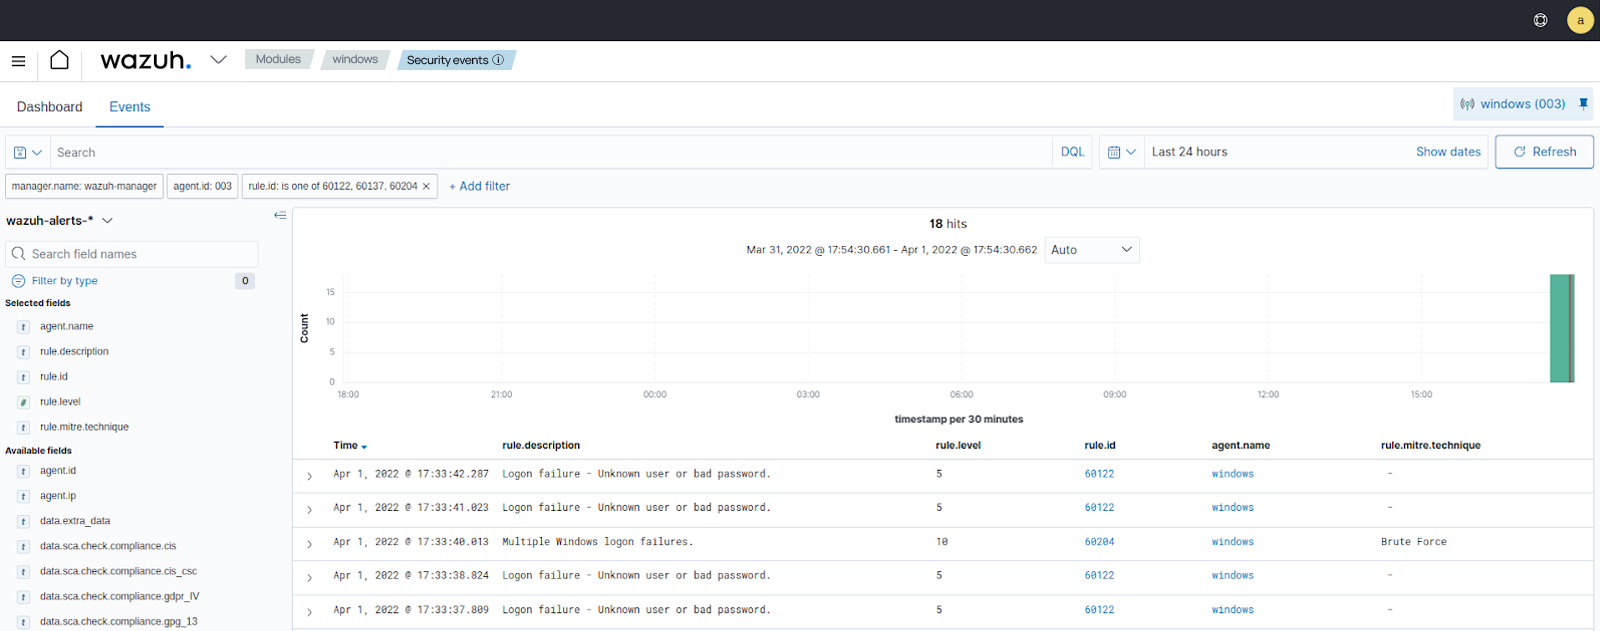 a
wazuh. Modules windows Security events
Dashboard Events windows (003)
Search DQL Last 24 hours Show dates Refresh
manager.name: wazuh-manager agent.id: 003 rule.id: is one of 60122, 60137, 60204 × + Add filter
wazuh-alerts-*
Search field names
Filter by type 0
Selected fields
t agent.name
t rule.description
t rule.id
# rule.level
t rule.mitre.technique
Available fields
t agent.id
t agent.ip
t data.extra_data
t data.sca.check.compliance.cis
t data.sca.check.compliance.cis_csc
t data.sca.check.compliance.gdpr_IV
t data.sca.check.compliance.gpg_13
18 hits
Mar 31, 2022 @ 17:54:30.661 - Apr 1, 2022 @ 17:54:30.662 Auto
Count
15
10
5
0
18:00 21:00 00:00 03:00 06:00 09:00 12:00 15:00
timestamp per 30 minutes
Time rule.description rule.level rule.id agent.name rule.mitre.technique
Apr 1, 2022 @ 17:33:42.287 Logon failure - Unknown user or bad password. 5 60122 windows -
Apr 1, 2022 @ 17:33:41.023 Logon failure - Unknown user or bad password. 5 60122 windows -
Apr 1, 2022 @ 17:33:40.013 Multiple Windows logon failures. 10 60204 windows Brute Force
Apr 1, 2022 @ 17:33:38.824 Logon failure - Unknown user or bad password. 5 60122 windows -
Apr 1, 2022 @ 17:33:37.809 Logon failure - Unknown user or bad password. 5 60122 windows -